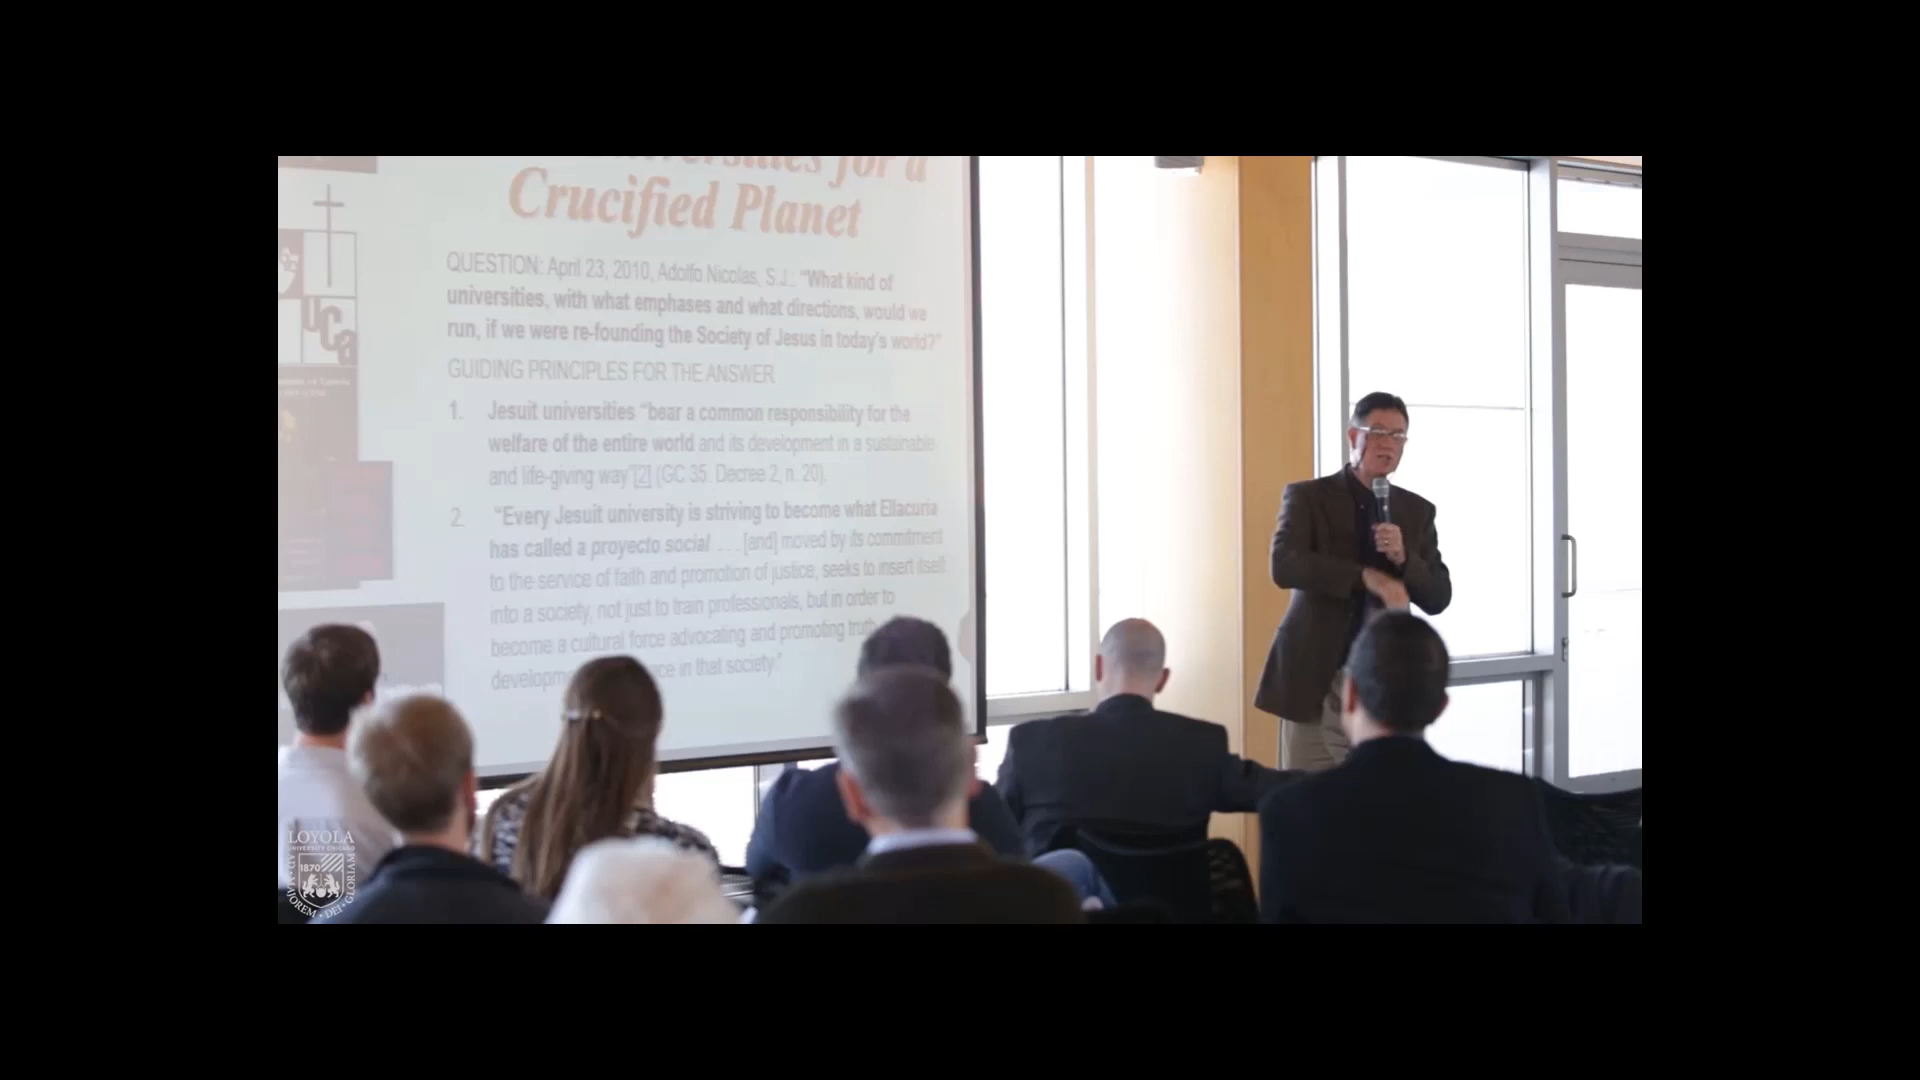 for a
Crucified Planet
QUESTION: April 23, 2010, Adolfo Nicolas, S.J.: “What kind of
universities, with what emphases and what directions, would we
run, if we were re-founding the Society of Jesus in today’s world?”
GUIDING PRINCIPLES FOR THE ANSWER
1. Jesuit universities “bear a common responsibility for the
welfare of the entire world and its development in a sustainable
and life-giving way”[2] (GC 35. Decree 2, n. 20).
2. “Every Jesuit university is striving to become what Ellacuria
has called a proyecto social . . . [and] moved by its commitment
to the service of faith and promotion of justice, seeks to insert itself
into a society, not just to train professionals, but in order to
become a cultural force advocating and promoting truth
in that society.”
UCa
LOYOLA
UNIVERSITY CHICAGO
1870
AD • MAJOREM • DEI • GLORIAM